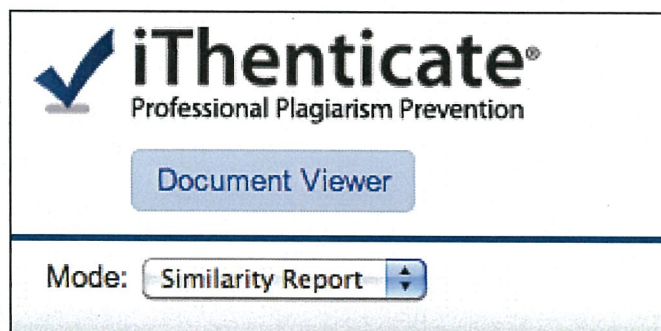 iThenticate®
Professional Plagiarism Prevention
Document Viewer
Mode: Similarity Report